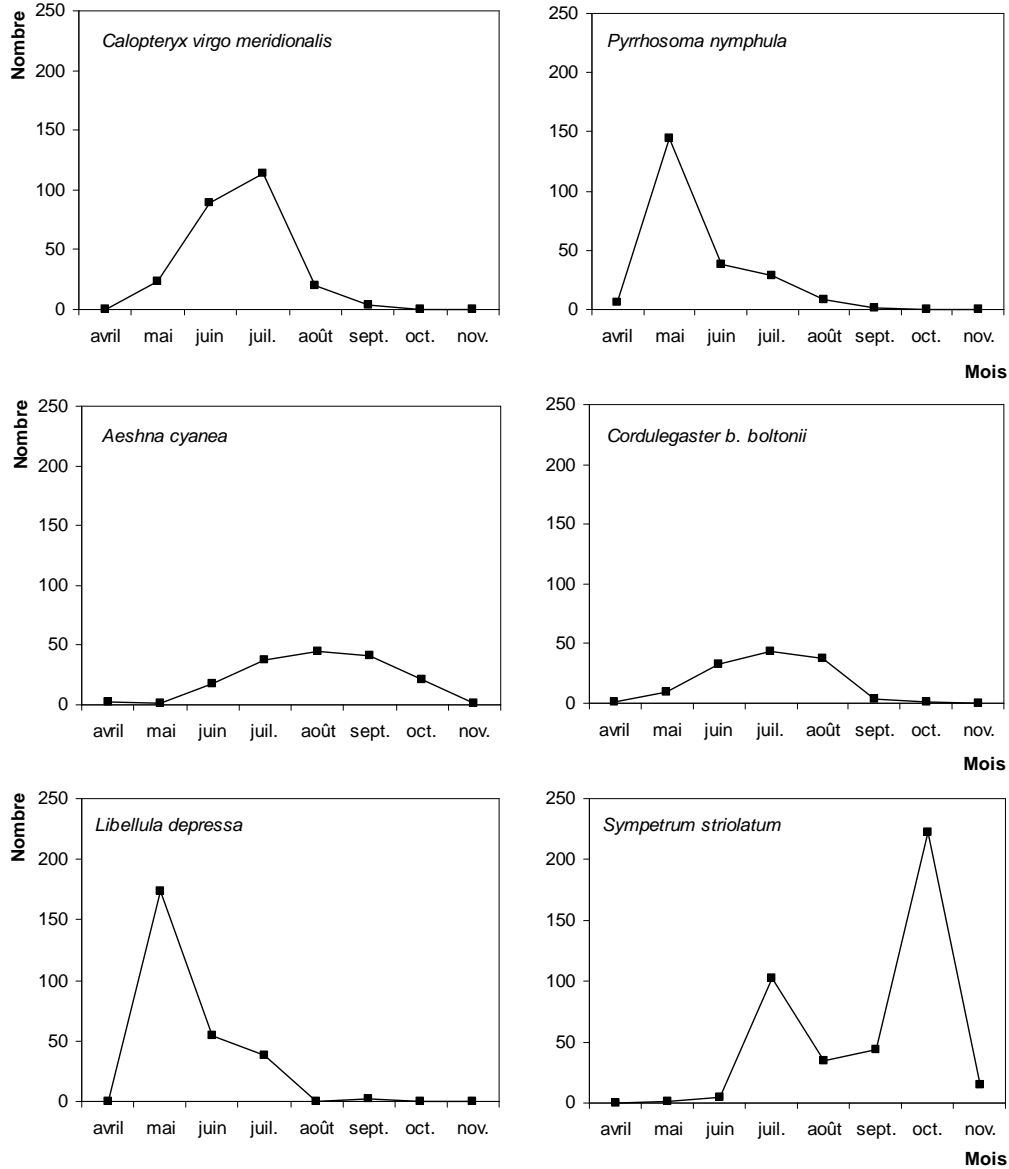 Nombre
250
200
150
100
50
0
Calopteryx virgo meridionalis
avril mai juin juil. août sept. oct. nov.
250
200
150
100
50
0
Pyrrhosoma nymphula
avril mai juin juil. août sept. oct. nov.
Mois
Nombre
250
200
150
100
50
0
Aeshna cyanea
avril mai juin juil. août sept. oct. nov.
250
200
150
100
50
0
Cordulegaster b. boltonii
avril mai juin juil. août sept. oct. nov.
Mois
Nombre
250
200
150
100
50
0
Libellula depressa
avril mai juin juil. août sept. oct. nov.
250
200
150
100
50
0
Sympetrum striolatum
avril mai juin juil. août sept. oct. nov.
Mois